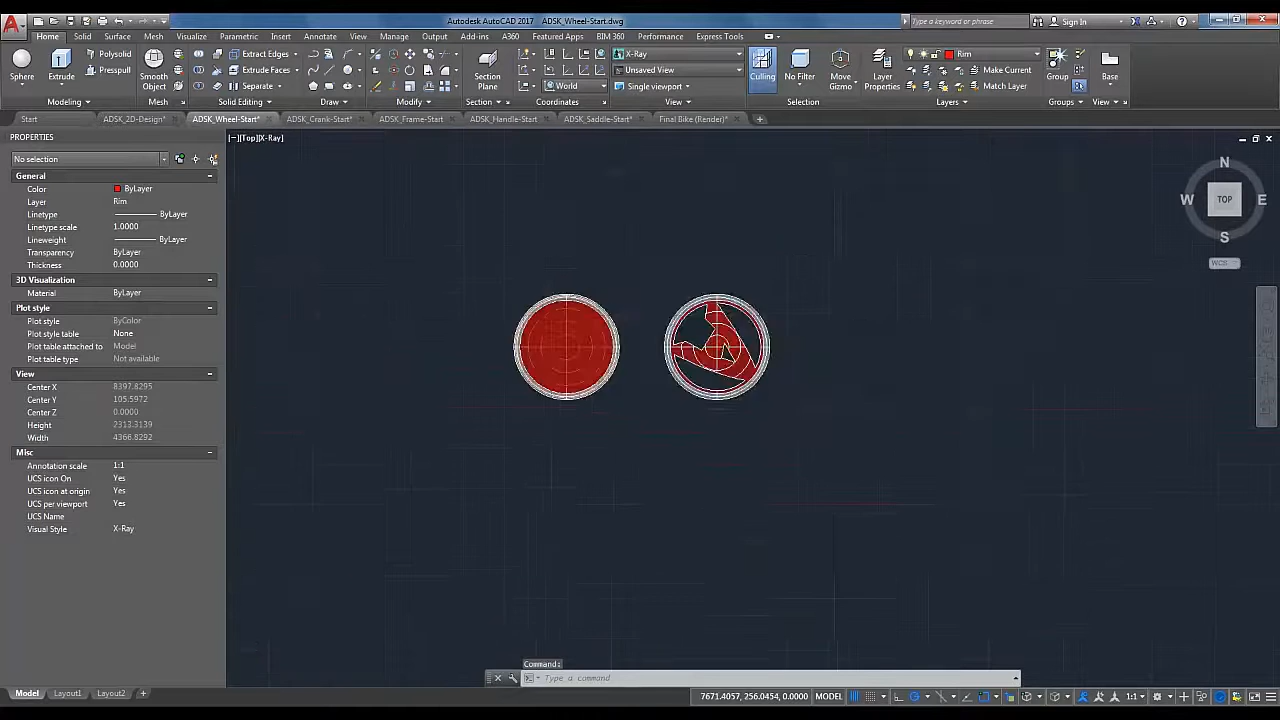 Autodesk AutoCAD 2017 ADSK_Wheel-Start.dwg
Type a keyword or phrase
Sign In
Home Solid Surface Mesh Visualize Parametric Insert Annotate View Manage Output Add-ins A360 Featured Apps BIM 360 Performance Express Tools
Sphere
Extrude
Polysolid
Presspull
Smooth Object
Extract Edges
Extrude Faces
Separate
Section Plane
World
X-Ray
Unsaved View
Single viewport
Culling
No Filter
Move Gizmo
Layer Properties
Rim
Make Current
Match Layer
Group
Base
Modeling Mesh Solid Editing Draw Modify Section Coordinates View Selection Layers Groups View
Start ADSK_2D-Design* ADSK_Wheel-Start* ADSK_Crank-Start* ADSK_Frame-Start ADSK_Handle-Start ADSK_Saddle-Start* Final Bike (Render)*
PROPERTIES
[−][Top][X-Ray]
No selection
General
Color ByLayer
Layer Rim
Linetype ByLayer
Linetype scale 1.0000
Lineweight ByLayer
Transparency ByLayer
Thickness 0.0000
3D Visualization
Material ByLayer
Plot style
Plot style ByColor
Plot style table None
Plot table attached to Model
Plot table type Not available
View
Center X 8397.8295
Center Y 105.5972
Center Z 0.0000
Height 2313.3139
Width 4366.8292
Misc
Annotation scale 1:1
UCS icon On Yes
UCS icon at origin Yes
UCS per viewport Yes
UCS Name
Visual Style X-Ray
N
W TOP E
S
WCS
Command:
Type a command
Model Layout1 Layout2
7671.4057, 256.0454, 0.0000 MODEL 1:1